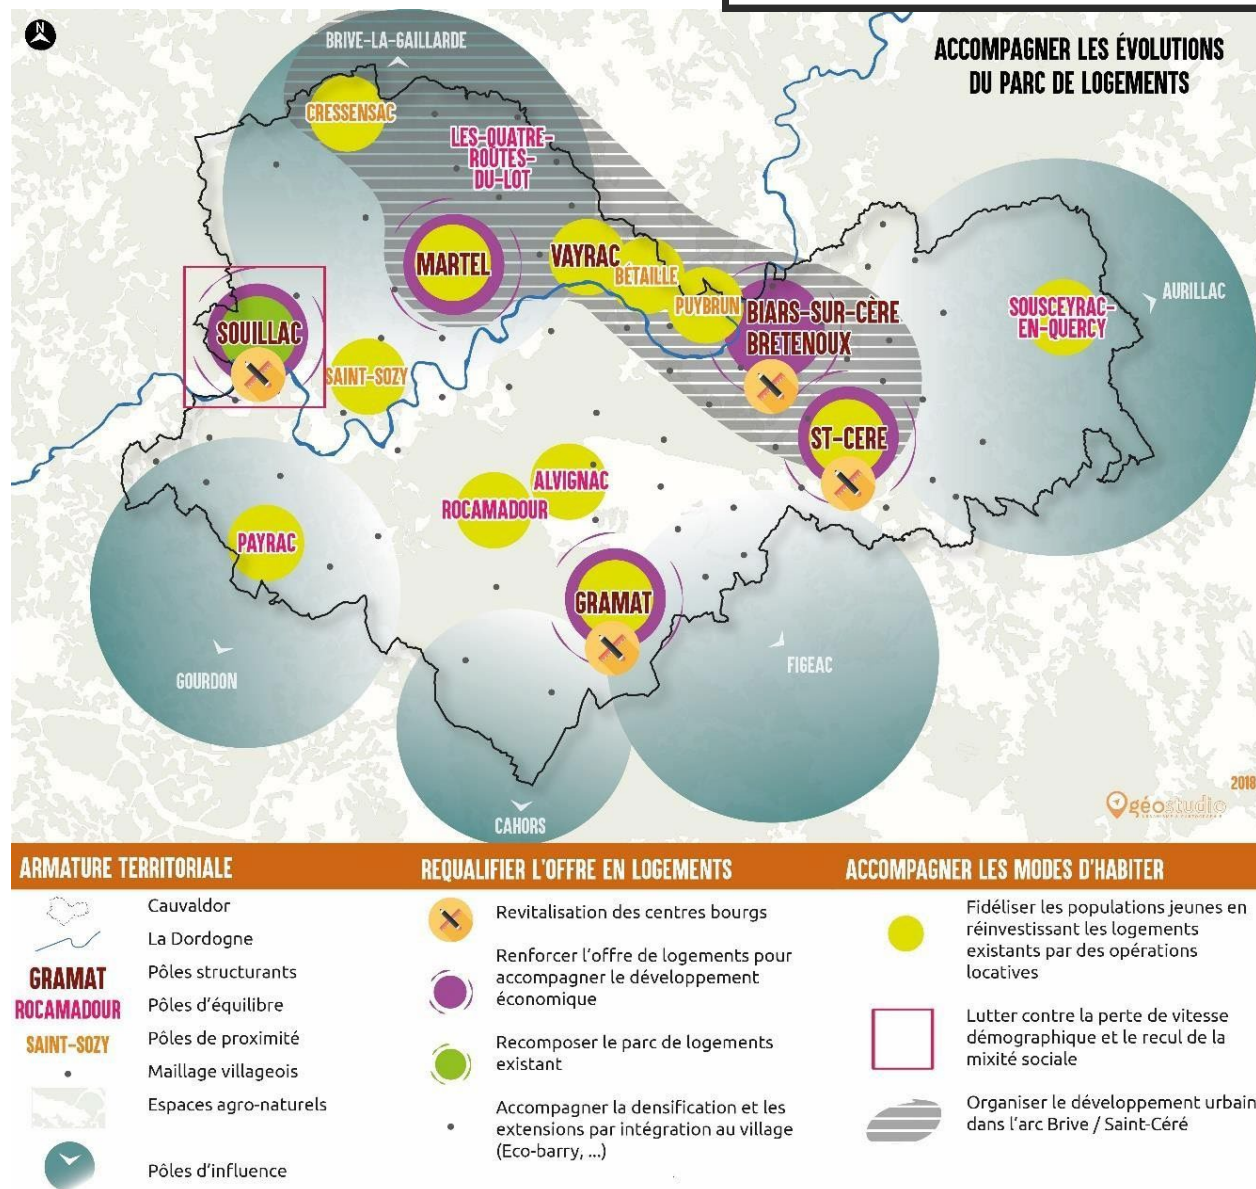 N
BRIVE-LA-GAILLARDE
ACCOMPAGNER LES ÉVOLUTIONS
DU PARC DE LOGEMENTS
CRESSENSAC
LES-QUATRE-
ROUTES-
DU-LOT
MARTEL
VAYRAC
BÉTAILLE
PUYBRUN
BIARS-SUR-CÈRE
BRETENOUX
SOUSCEYRAC-
EN-QUERCY
AURILLAC
SOUILLAC
SAINT-SOZY
ST-CERE
ALVIGNAC
ROCAMADOUR
PAYRAC
GRAMAT
GOURDON
FIGEAC
CAHORS
2018
géostudio
ARMATURE TERRITORIALE
Cauvaldor
La Dordogne
GRAMAT
Pôles structurants
ROCAMADOUR
Pôles d'équilibre
SAINT-SOZY
Pôles de proximité
Maillage villageois
Espaces agro-naturels
Pôles d'influence
REQUALIFIER L'OFFRE EN LOGEMENTS
Revitalisation des centres bourgs
Renforcer l'offre de logements pour
accompagner le développement
économique
Recomposer le parc de logements
existant
Accompagner la densification et les
extensions par intégration au village
(Eco-barry, ...)
ACCOMPAGNER LES MODES D'HABITER
Fidéliser les populations jeunes en
réinvestissant les logements
existants par des opérations
locatives
Lutter contre la perte de vitesse
démographique et le recul de la
mixité sociale
Organiser le développement urbain
dans l'arc Brive / Saint-Céré